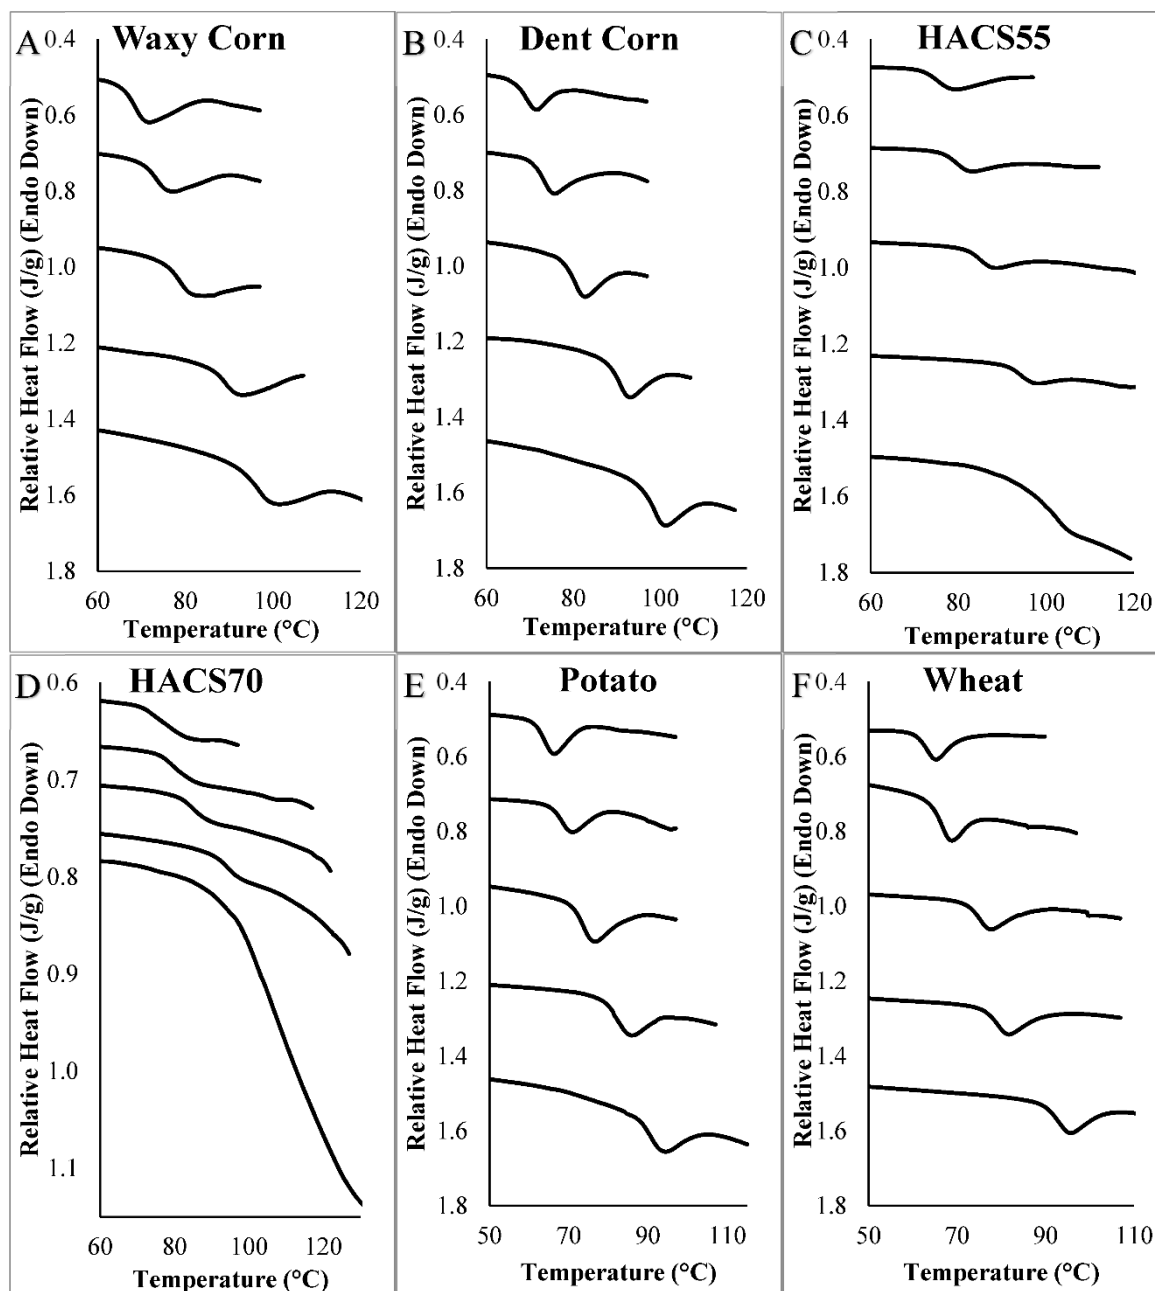 A
Waxy Corn
Relative Heat Flow (J/g) (Endo Down)
0.4
0.6
0.8
1.0
1.2
1.4
1.6
1.8
60 80 100 120
Temperature (°C)
B
Dent Corn
Relative Heat Flow (J/g) (Endo Down)
0.4
0.6
0.8
1.0
1.2
1.4
1.6
1.8
60 80 100 120
Temperature (°C)
C
HACS55
Relative Heat Flow (J/g) (Endo Down)
0.4
0.6
0.8
1.0
1.2
1.4
1.6
1.8
60 80 100 120
Temperature (°C)
D
HACS70
Relative Heat Flow (J/g) (Endo Down)
0.6
0.7
0.8
0.9
1.0
1.1
60 80 100 120
Temperature (°C)
E
Potato
Relative Heat Flow (J/g) (Endo Down)
0.4
0.6
0.8
1.0
1.2
1.4
1.6
1.8
50 70 90 110
Temperature (°C)
F
Wheat
Relative Heat Flow (J/g) (Endo Down)
0.4
0.6
0.8
1.0
1.2
1.4
1.6
1.8
50 70 90 110
Temperature (°C)